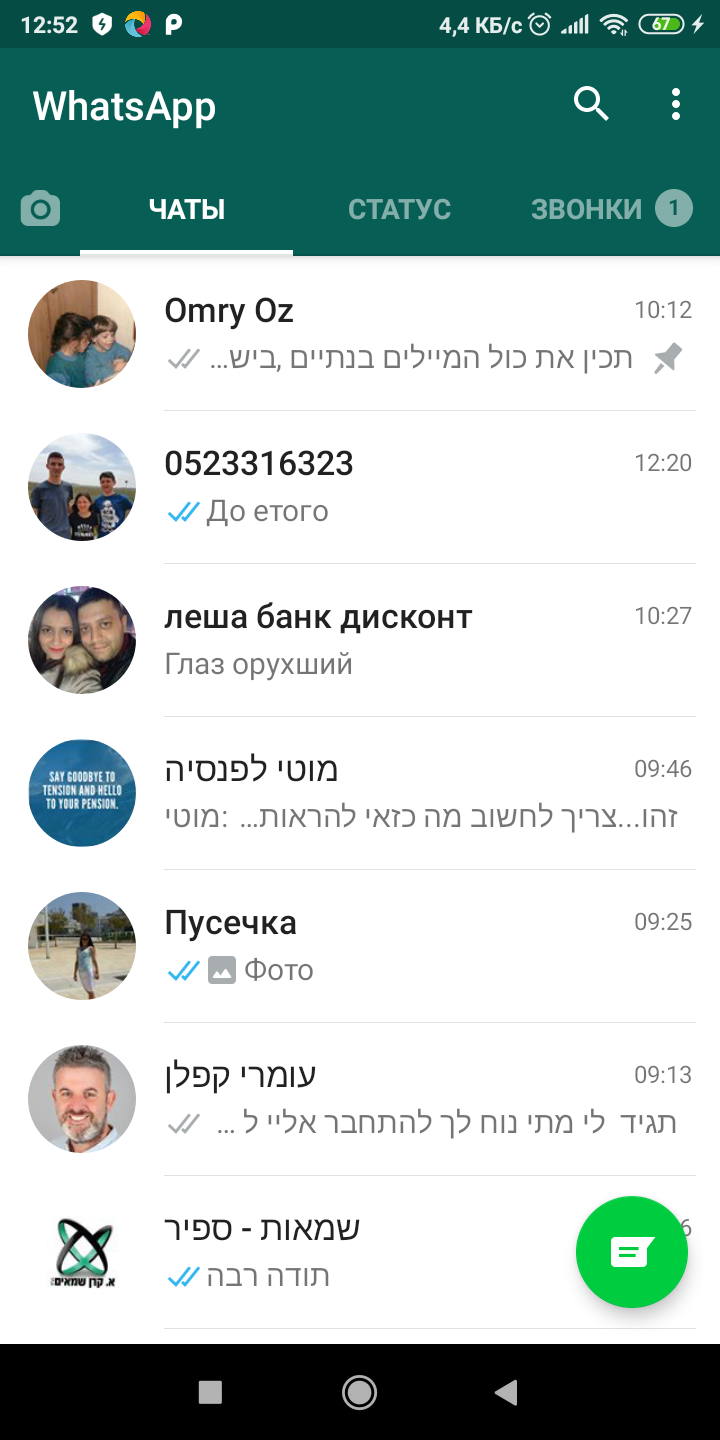 12:52 4,4 КБ/с 67
WhatsApp
ЧАТЫ СТАТУС ЗВОНКИ 1
Omry Oz 10:12
תכין את כול המיילים בנתיים ,ביש...
0523316323 12:20
До етого
леша банк дисконт 10:27
Глаз орухший
מוטי לפנסיה 09:46
מוטי: זהו...צריך לחשוב מה כזאי להראות...
SAY GOODBYE TO
TENSION AND HELLO
TO YOUR PENSION.
Пусечка 09:25
Фото
עומרי קפלן 09:13
תגיד לי מתי נוח לך להתחבר אליי ל ...
שמאות - ספיר 6
תודה רבה
א. קרן שמאים